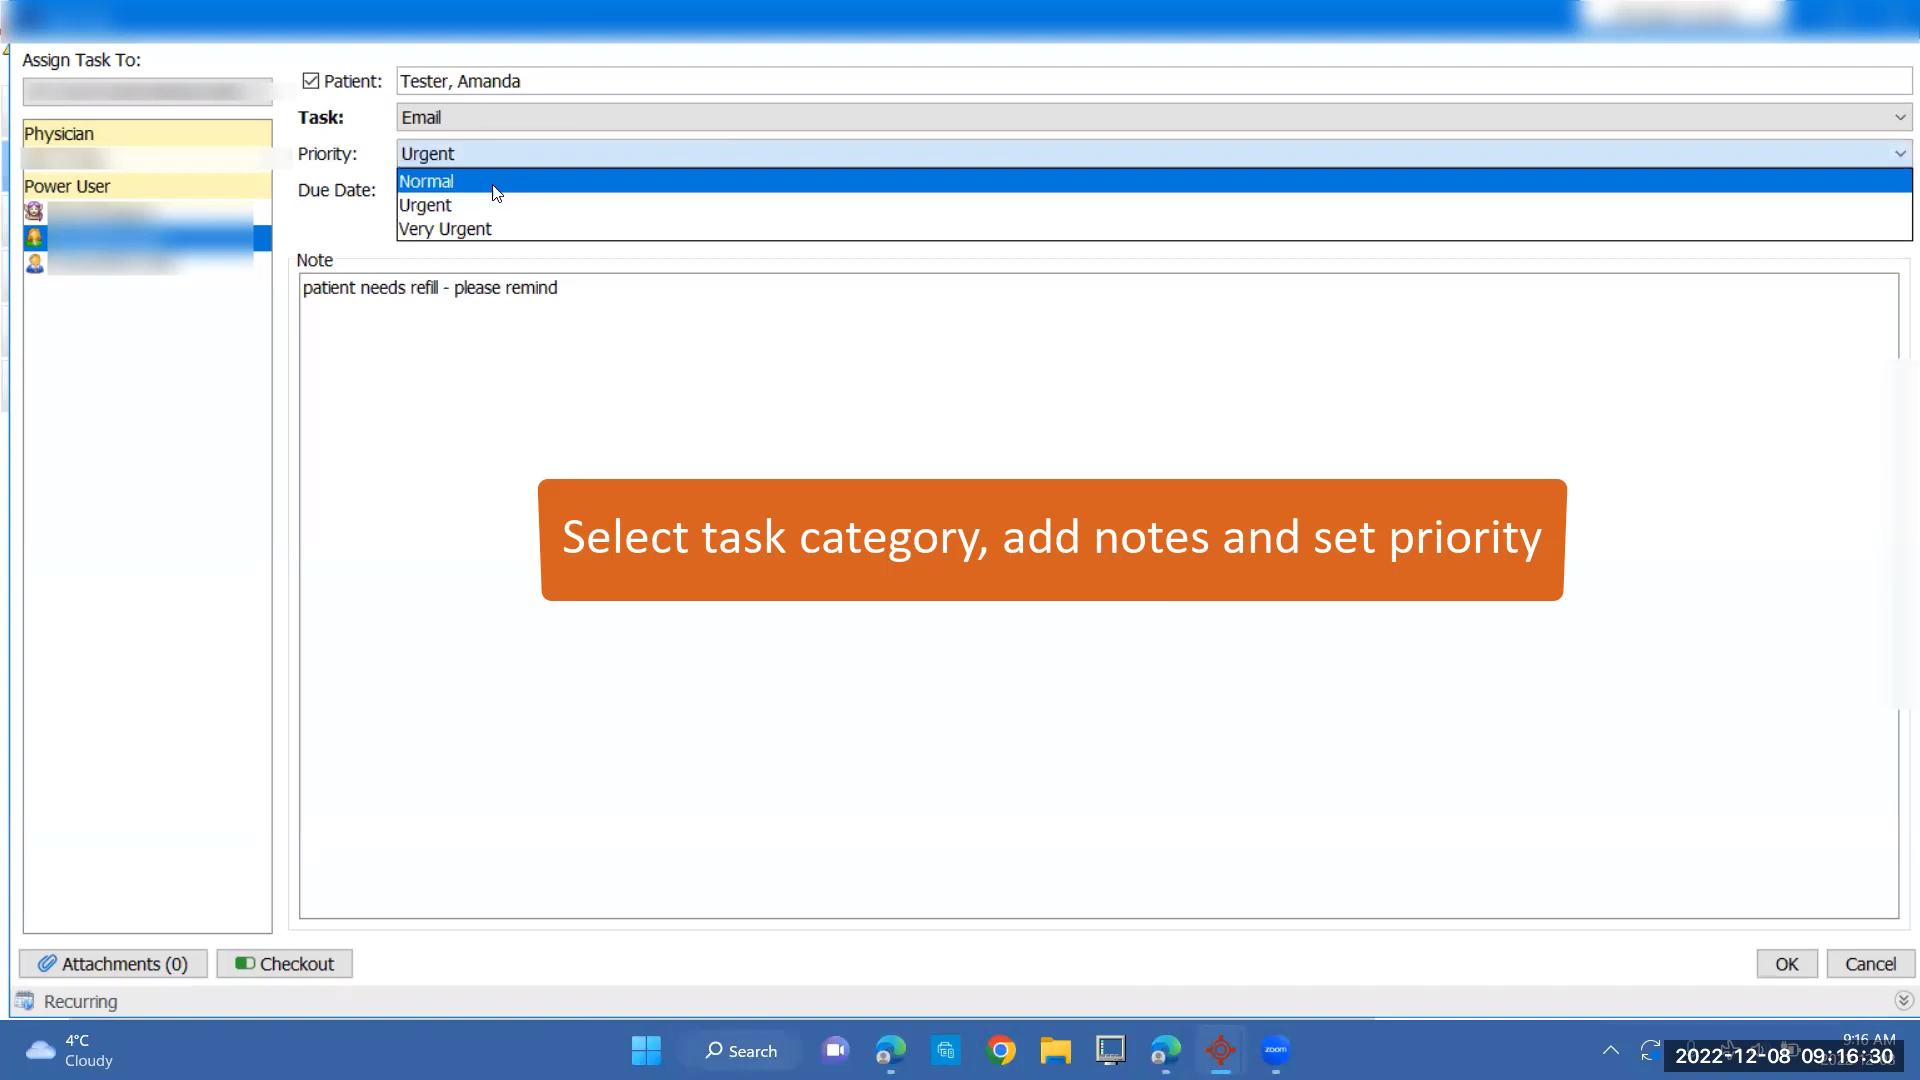 Assign Task To:
Patient: Tester, Amanda
Task: Email
Physician
Priority: Urgent
Normal
Power User
Due Date:
Urgent
Very Urgent
Note
patient needs refill - please remind
Select task category, add notes and set priority
Attachments (0) Checkout OK Cancel
Recurring
4°C
Cloudy
Search
zoom
9:16 AM
2022-12-08 09:16:30